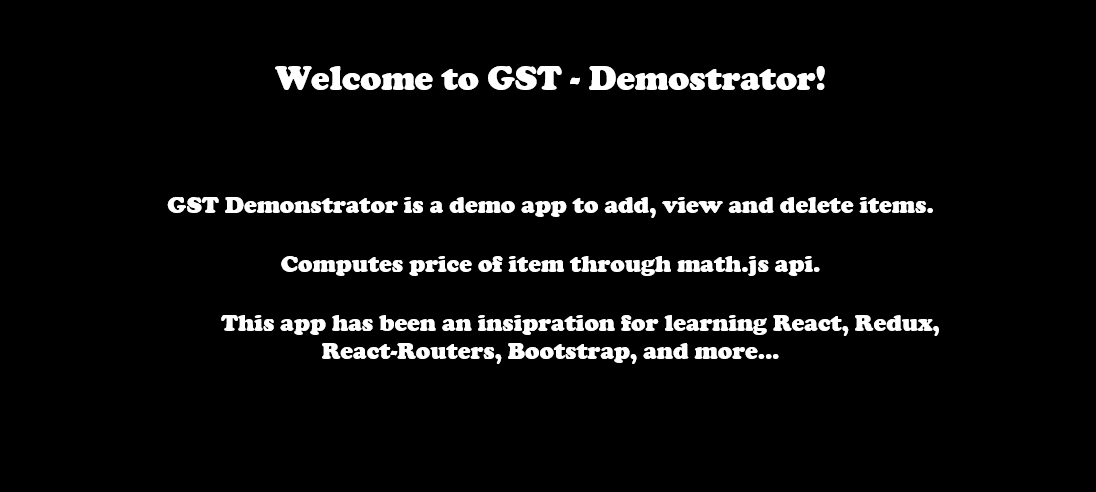 Welcome to GST - Demostrator!
GST Demonstrator is a demo app to add, view and delete items.
Computes price of item through math.js api.
This app has been an insipration for learning React, Redux,
React-Routers, Bootstrap, and more...